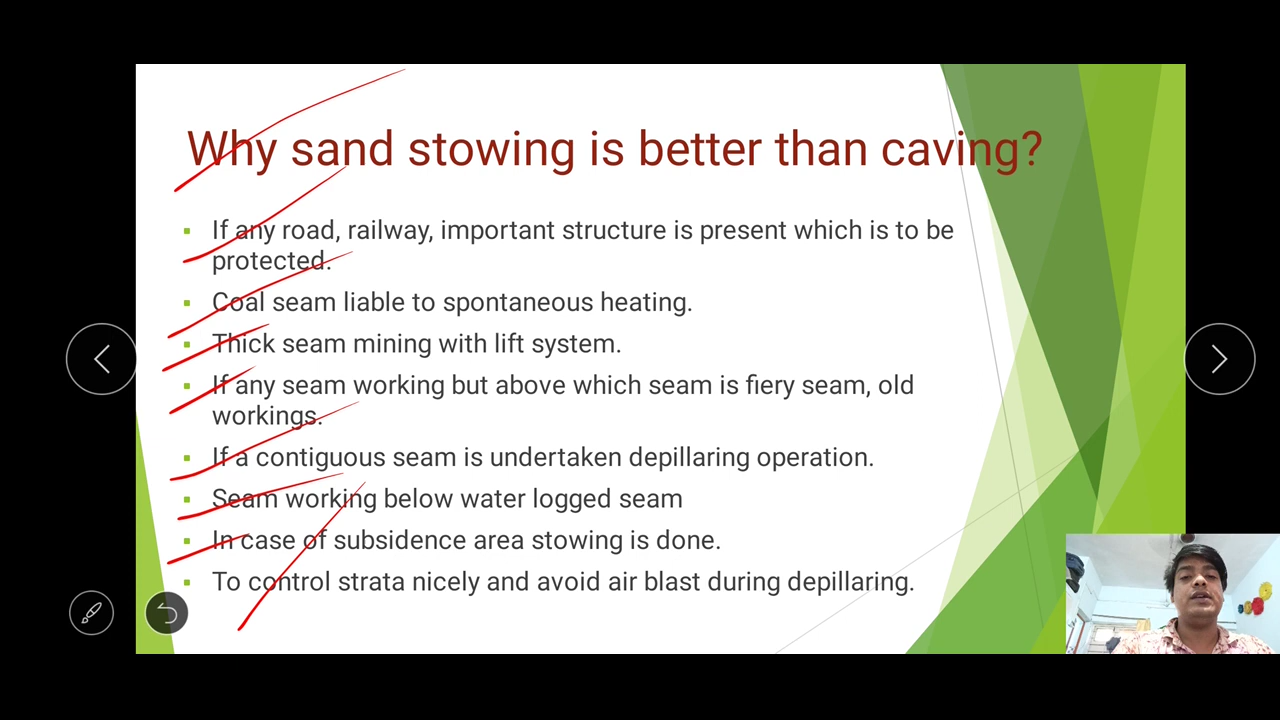 Why sand stowing is better than caving?
If any road, railway, important structure is present which is to be
protected.
Coal seam liable to spontaneous heating.
Thick seam mining with lift system.
If any seam working but above which seam is fiery seam, old
workings.
If a contiguous seam is undertaken depillaring operation.
Seam working below water logged seam
In case of subsidence area stowing is done.
To control strata nicely and avoid air blast during depillaring.